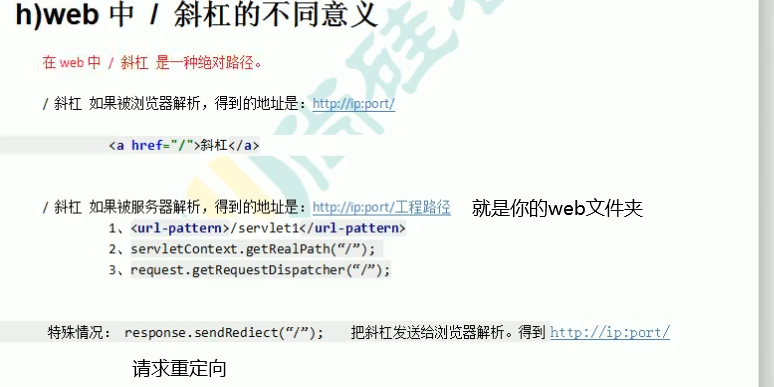 h)web 中 / 斜杠的不同意义
在 web 中 / 斜杠 是一种绝对路径。
/ 斜杠 如果被浏览器解析，得到的地址是：http://ip:port/
<a href="/">斜杠</a>
/ 斜杠 如果被服务器解析，得到的地址是：http://ip:port/工程路径 就是你的web文件夹
1、<url-pattern>/servlet1</url-pattern>
2、servletContext.getRealPath(“/”);
3、request.getRequestDispatcher(“/”);
特殊情况： response.sendRediect(“/”); 把斜杠发送给浏览器解析。得到 http://ip:port/
请求重定向